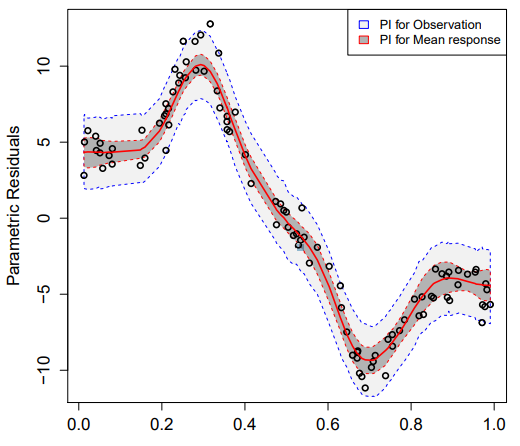 PI for Observation
PI for Mean response
Parametric Residuals
10
5
0
−5
−10
0.0 0.2 0.4 0.6 0.8 1.0